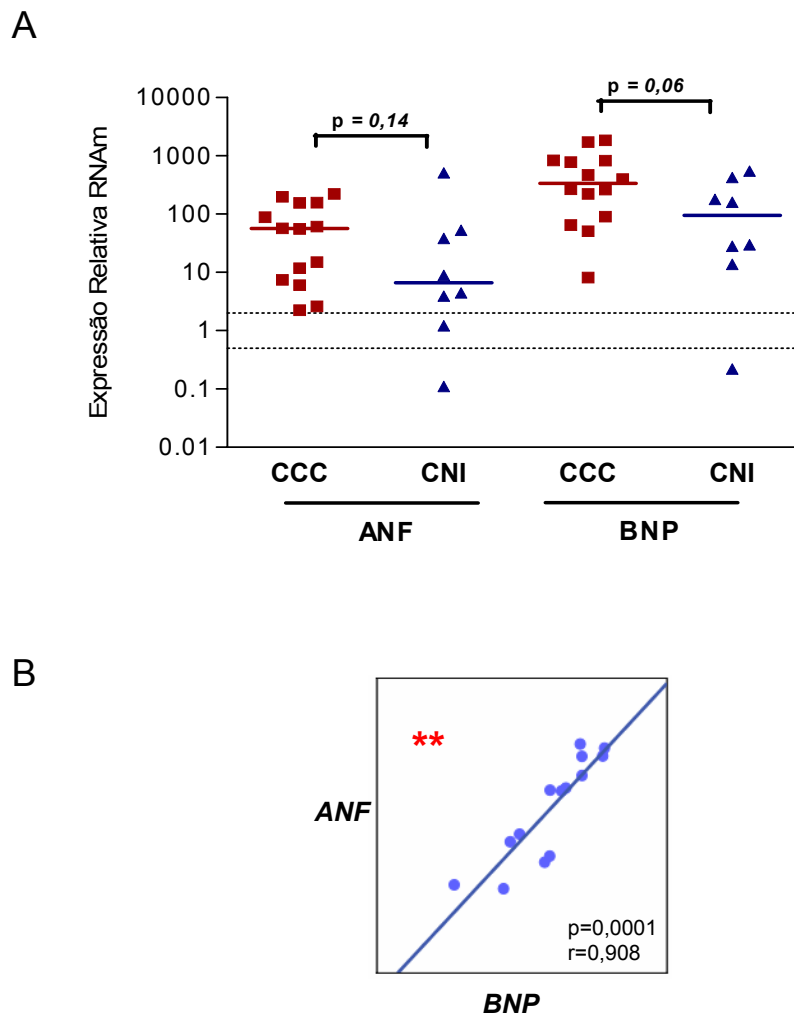 A
Expressão Relativa RNAm
10000
1000
100
10
1
0.1
0.01
p = 0,14
p = 0,06
CCC
CNI
CCC
CNI
ANF
BNP
B
**
ANF
p=0,0001
r=0,908
BNP